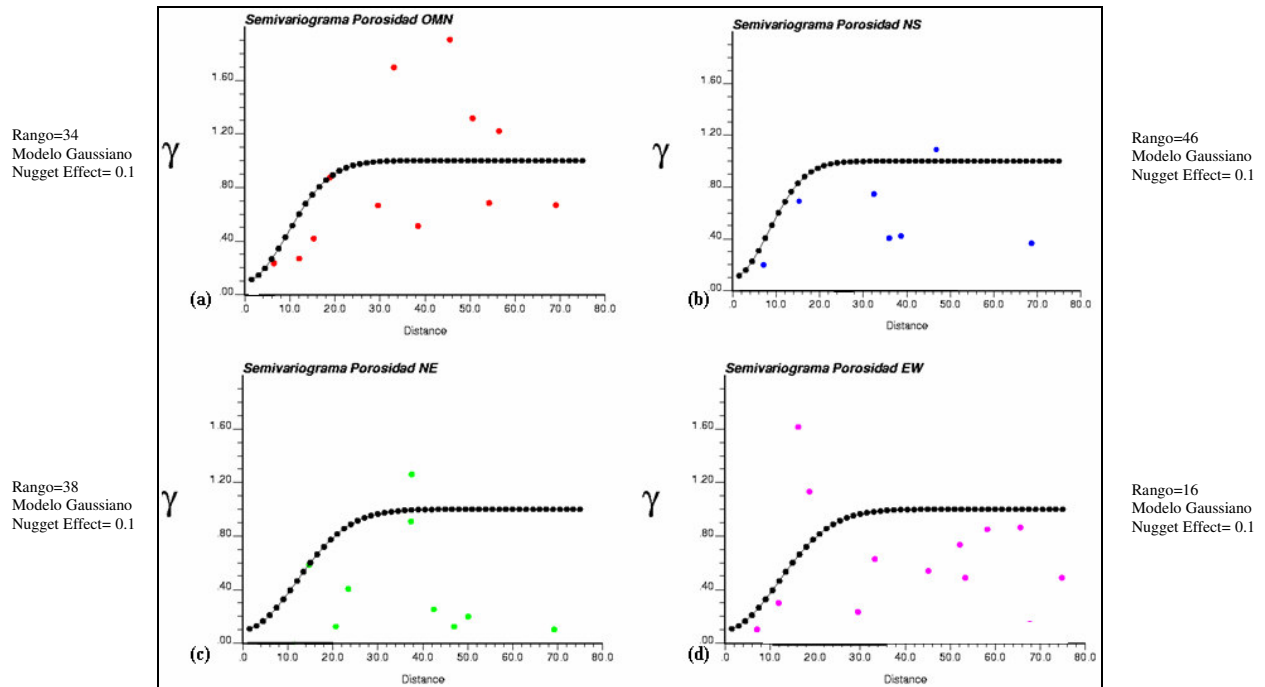 Semivariograma Porosidad OMN
1.60
1.20
.80
.40
.00
.0 10.0 20.0 30.0 40.0 50.0 60.0 70.0 80.0
Distance
γ
(a)
Rango=34
Modelo Gaussiano
Nugget Effect= 0.1
Semivariograma Porosidad NS
1.60
1.20
.80
.40
.00
.0 10.0 20.0 30.0 40.0 50.0 60.0 70.0 80.0
Distance
γ
(b)
Rango=46
Modelo Gaussiano
Nugget Effect= 0.1
Semivariograma Porosidad NE
1.60
1.20
.80
.40
.00
.0 10.0 20.0 30.0 40.0 50.0 60.0 70.0 80.0
Distance
γ
(c)
Rango=38
Modelo Gaussiano
Nugget Effect= 0.1
Semivariograma Porosidad EW
1.60
1.20
.80
.40
.00
.0 10.0 20.0 30.0 40.0 50.0 60.0 70.0 80.0
Distance
γ
(d)
Rango=16
Modelo Gaussiano
Nugget Effect= 0.1